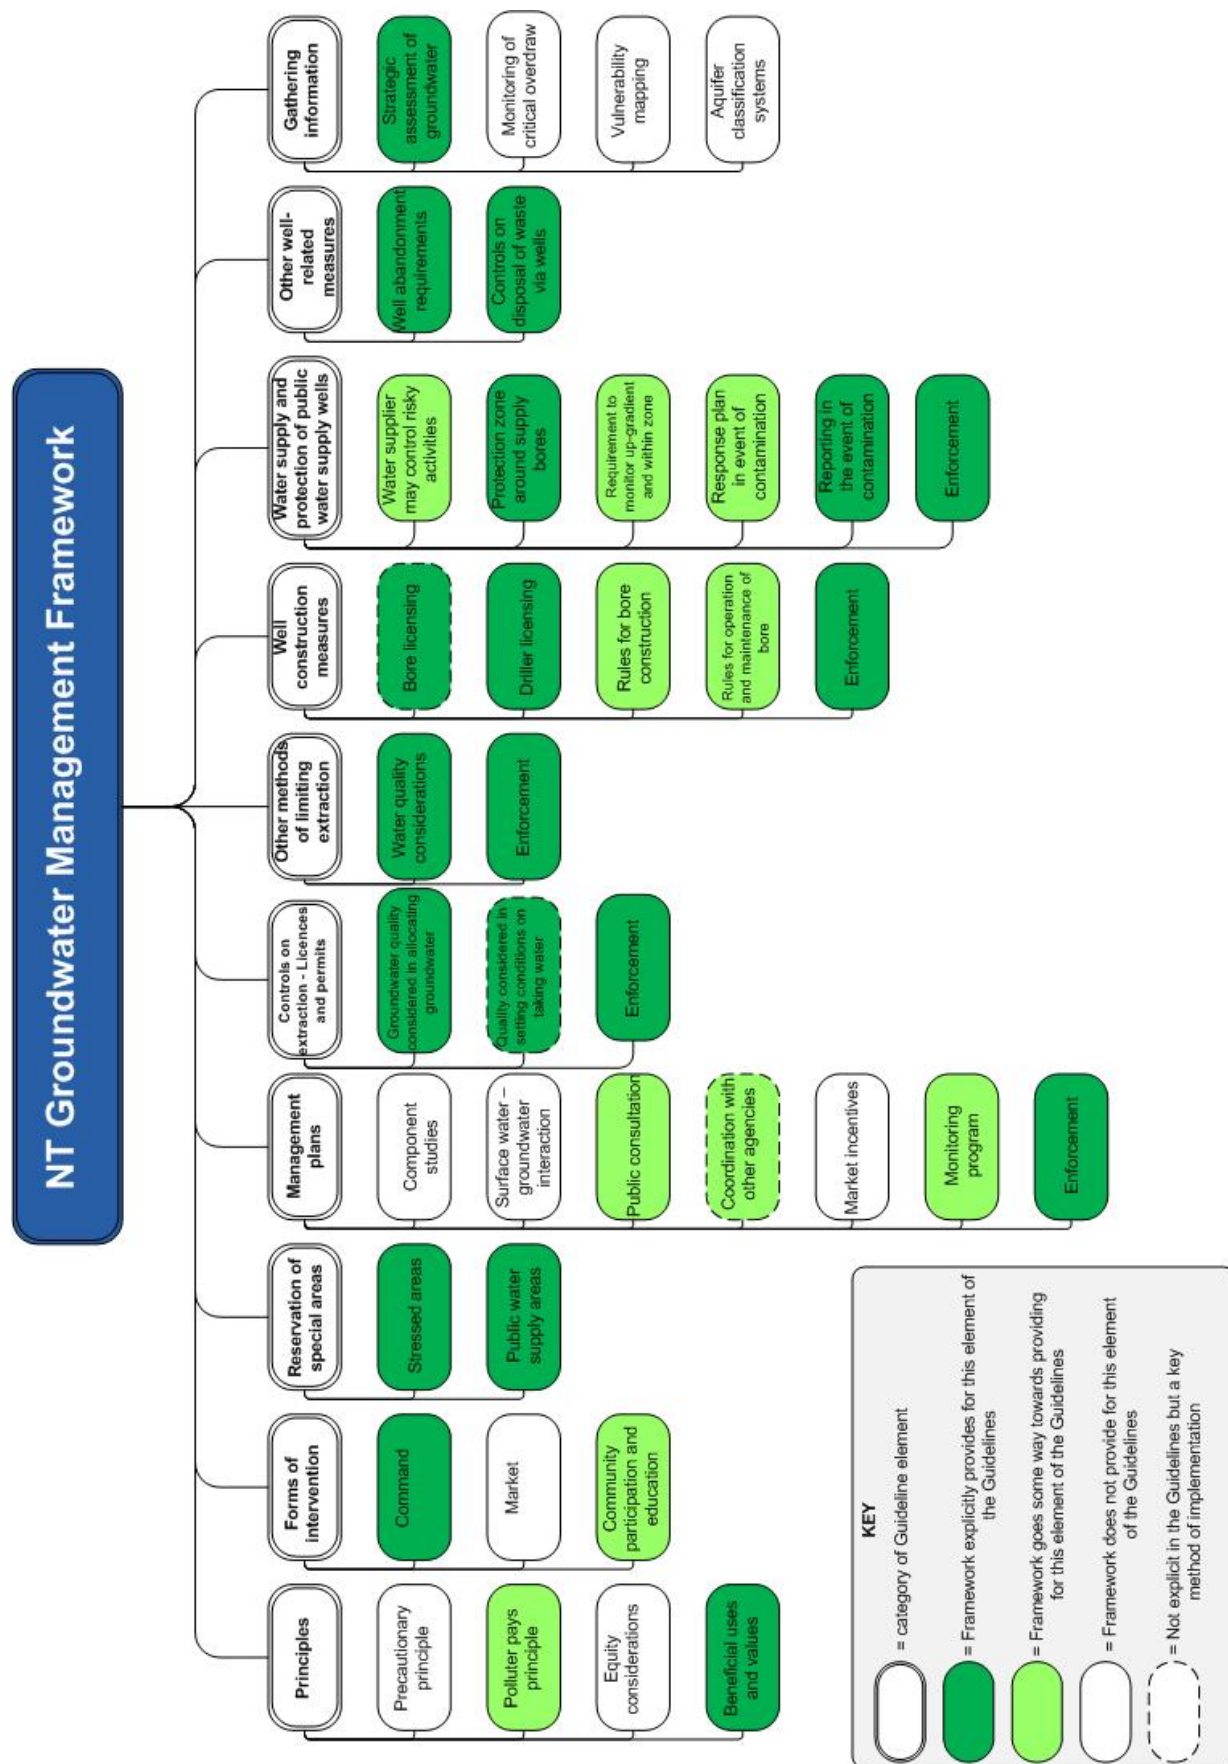 NT Groundwater Management Framework
Principles
Precautionary
principle
Polluter pays
principle
Equity
considerations
Beneficial uses
and values
Forms of
intervention
Command
Market
Community
participation and
education
Reservation of
special areas
Stressed areas
Public water
supply areas
Management
plans
Component
studies
Surface water –
groundwater
interaction
Public consultation
Coordination with
other agencies
Market incentives
Monitoring
program
Enforcement
Controls on
extraction - Licences
and permits
Groundwater quality
considered in allocating
groundwater
Quality considered in
setting conditions on
taking water
Enforcement
Other methods
of limiting
extraction
Water quality
considerations
Enforcement
Well
construction
measures
Bore licensing
Driller licensing
Rules for bore
construction
Rules for operation
and maintenance of
bore
Enforcement
Water supply and
protection of public
water supply wells
Water supplier
may control risky
activities
Protection zone
around supply
bores
Requirement to
monitor up-gradient
and within zone
Response plan
in event of
contamination
Reporting in
the event of
contamination
Enforcement
Other well-
related
measures
Well abandonment
requirements
Controls on
disposal of waste
via wells
Gathering
information
Strategic
assessment of
groundwater
Monitoring of
critical overdraw
Vulnerability
mapping
Aquifer
classification
systems
KEY
= category of Guideline element
= Framework explicitly provides for this element of
the Guidelines
= Framework goes some way towards providing
for this element of the Guidelines
= Framework does not provide for this element
of the Guidelines
= Not explicit in the Guidelines but a key
method of implementation